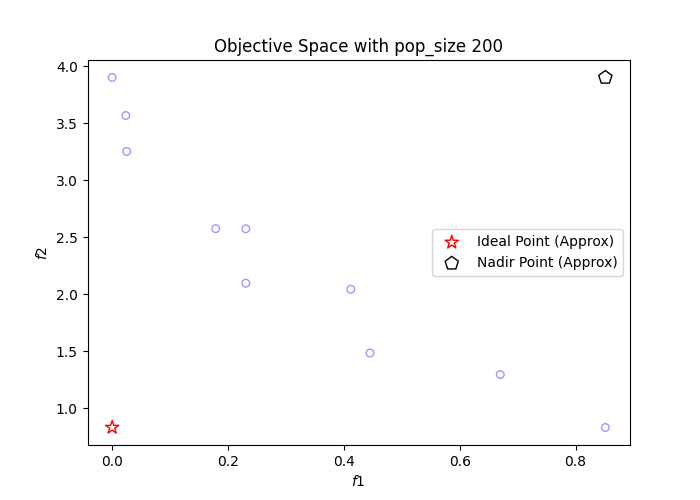 Objective Space with pop_size 200
4.0
3.5
3.0
2.5
2.0
1.5
1.0
f2
Ideal Point (Approx)
Nadir Point (Approx)
0.0 0.2 0.4 0.6 0.8
f1